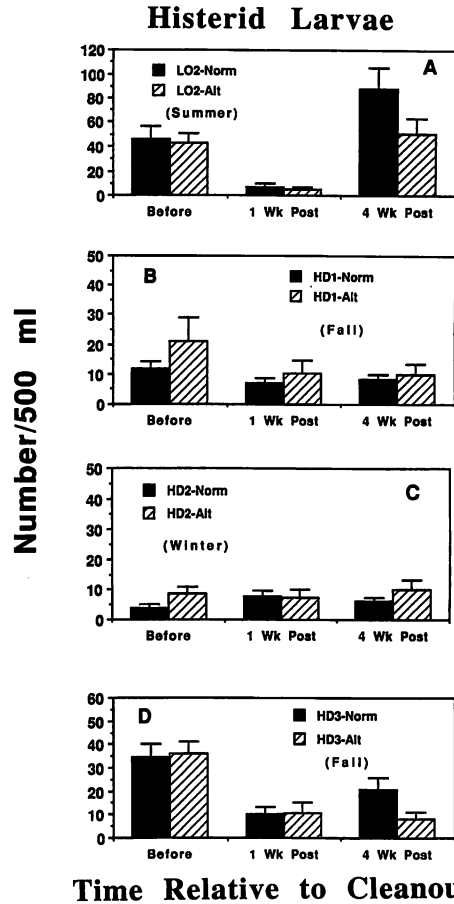 Histerid Larvae
Number/500 ml
120
100
80
60
40
20
0
LO2-Norm
LO2-Alt
(Summer)
A
Before
1 Wk Post
4 Wk Post
50
40
30
20
10
0
B
HD1-Norm
HD1-Alt
(Fall)
Before
1 Wk Post
4 Wk Post
50
40
30
20
10
0
HD2-Norm
HD2-Alt
(Winter)
C
Before
1 Wk Post
4 Wk Post
60
50
40
30
20
10
0
D
HD3-Norm
HD3-Alt
(Fall)
Before
1 Wk Post
4 Wk Post
Time Relative to Cleanou